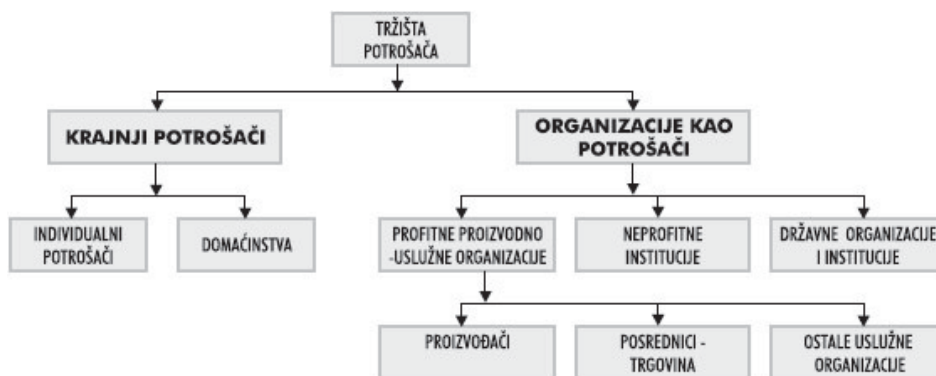 TRŽIŠTA
POTROŠAČA
KRAJNJI POTROŠAČI
ORGANIZACIJE KAO
POTROŠAČI
INDIVIDUALNI
POTROŠAČI
DOMAĆINSTVA
PROFITNE PROIZVODNO
-USLUŽNE ORGANIZACIJE
NEPROFITNE
INSTITUCIJE
DRŽAVNE ORGANIZACIJE
I INSTITUCIJE
PROIZVOĐAČI
POSREDNICI -
TRGOVINA
OSTALE USLUŽNE
ORGANIZACIJE